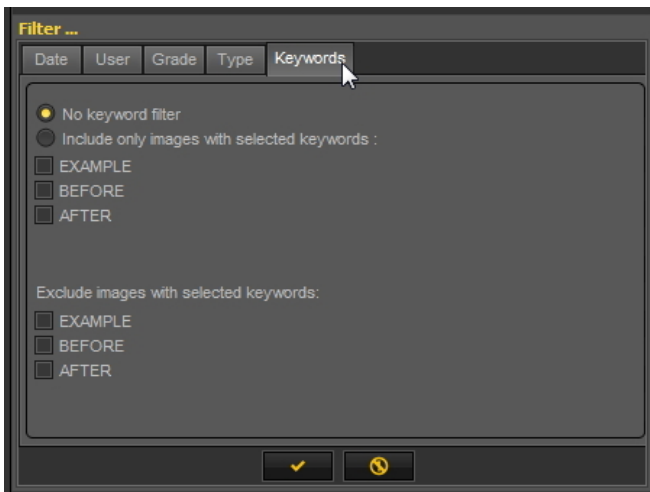 Filter ...
Date User Grade Type Keywords
No keyword filter
Include only images with selected keywords :
EXAMPLE
BEFORE
AFTER
Exclude images with selected keywords:
EXAMPLE
BEFORE
AFTER